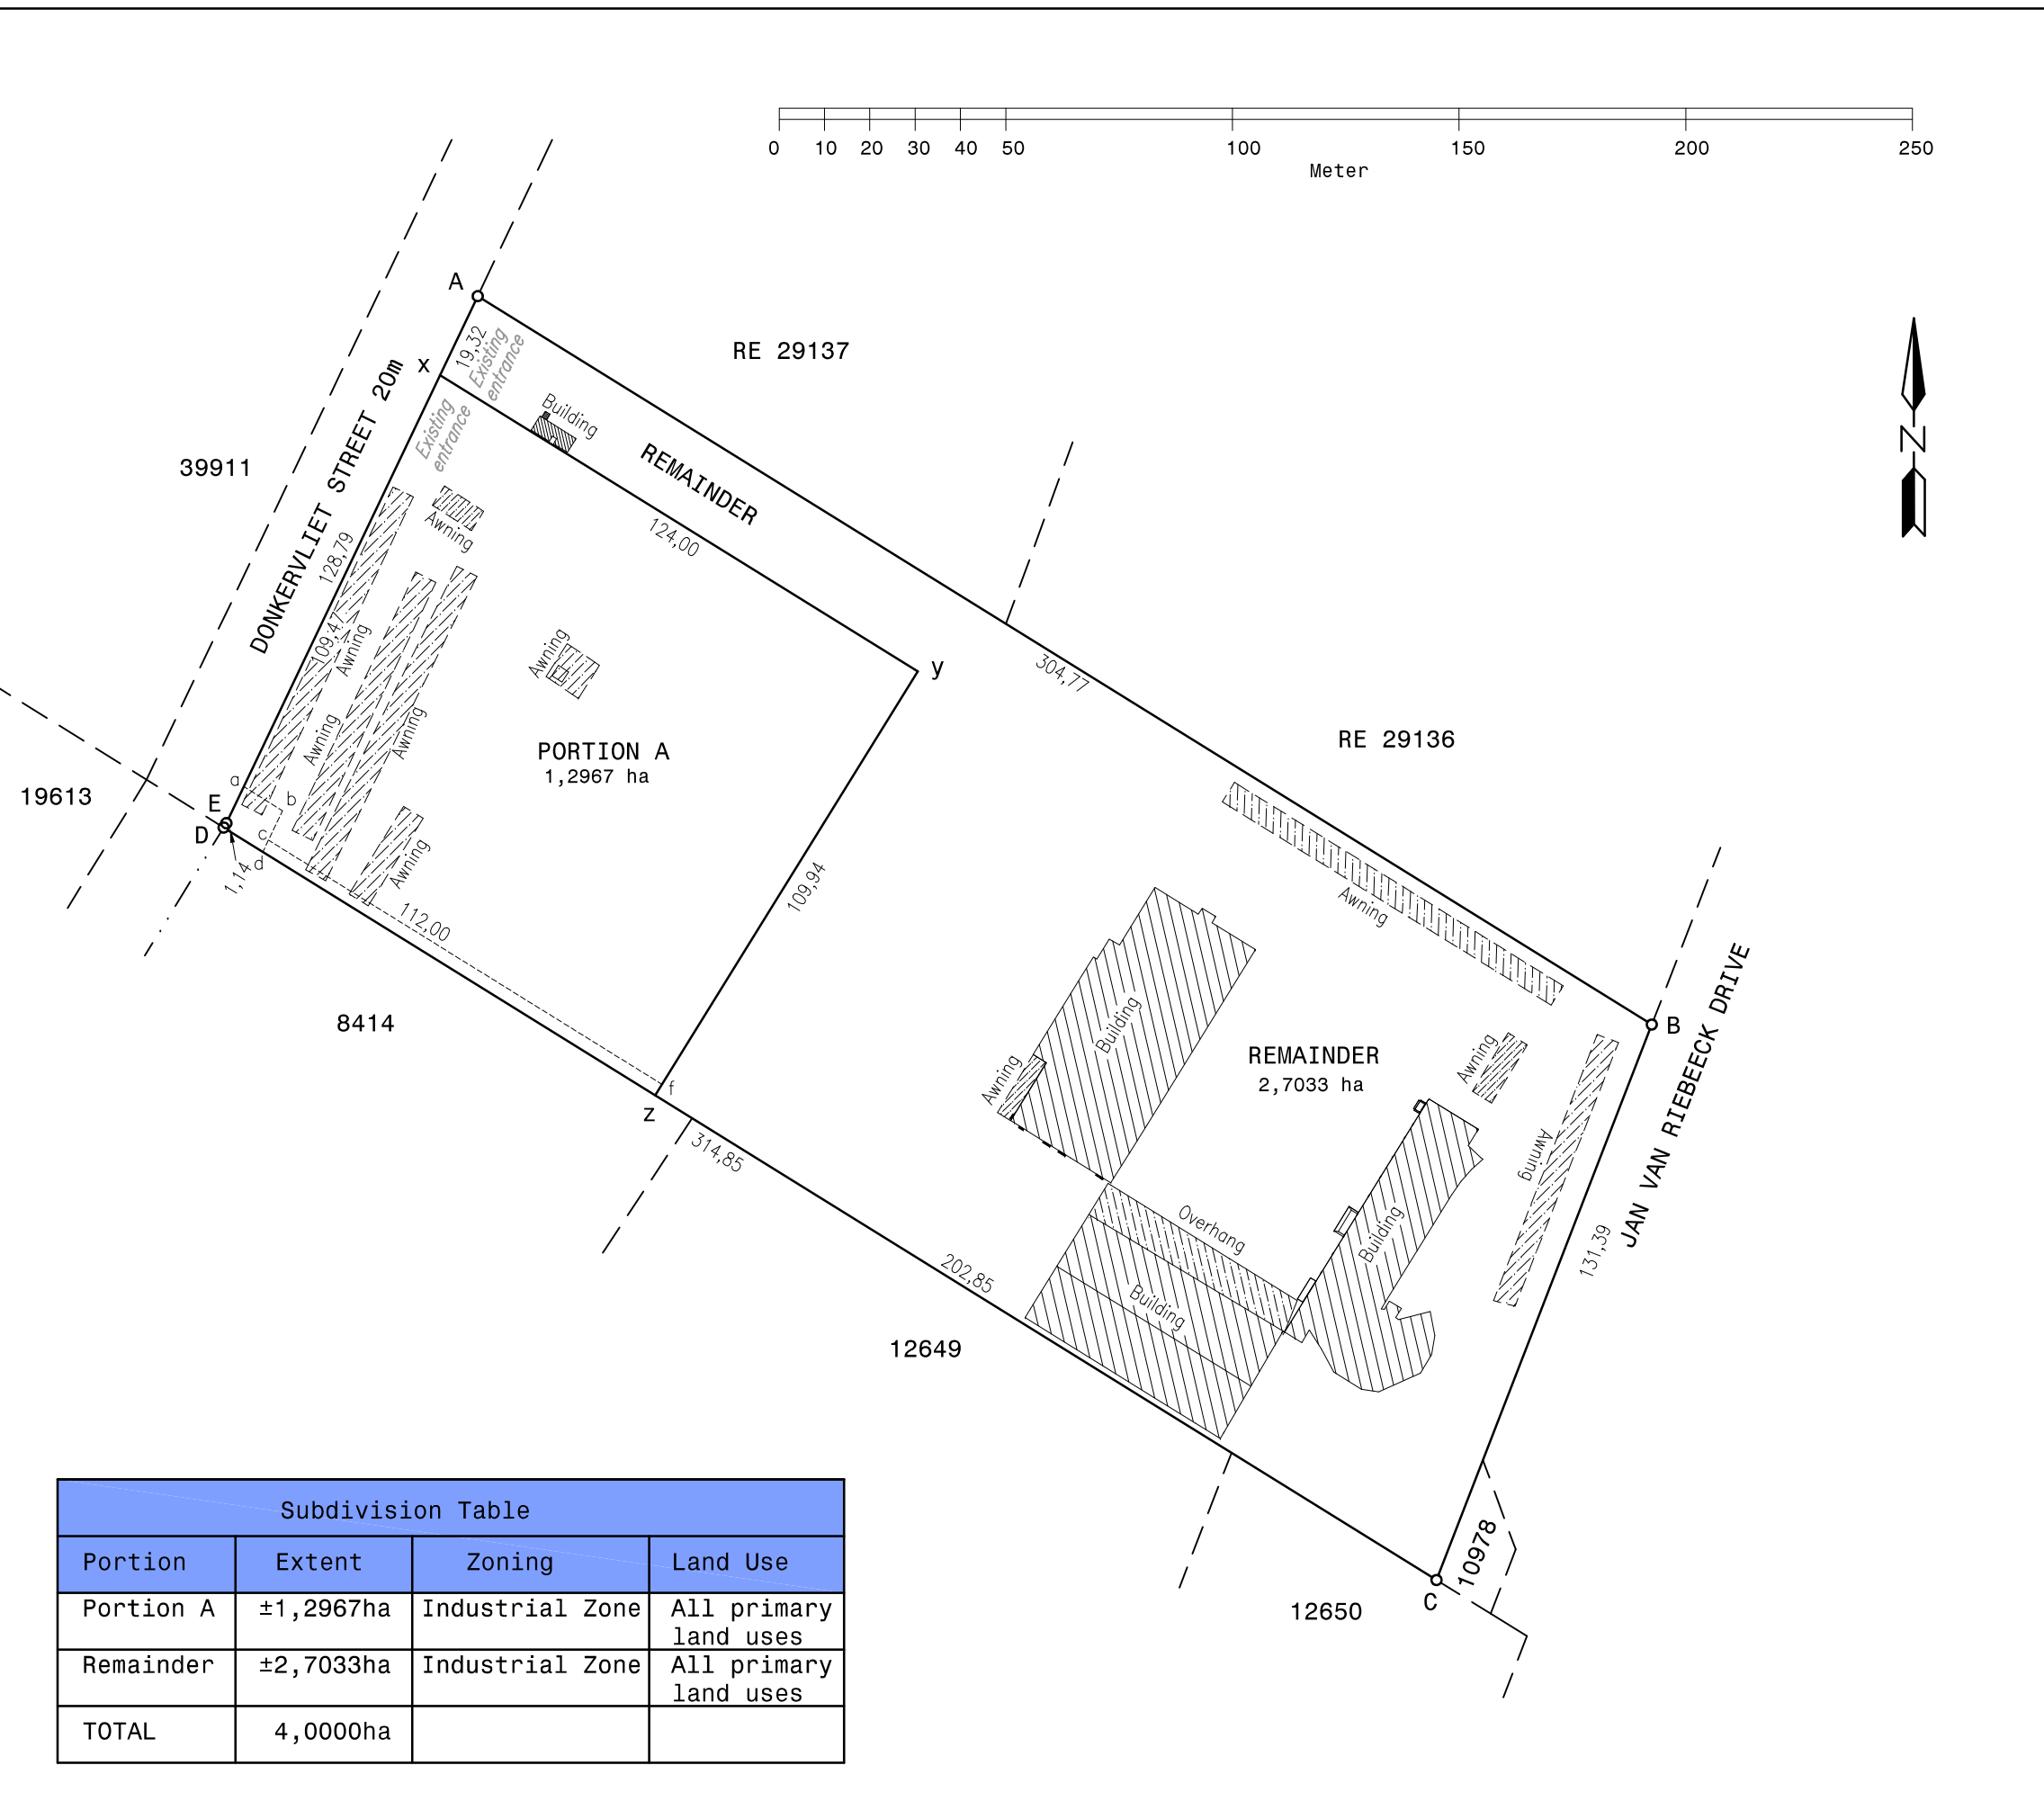 0 10 20 30 40 50 100 150 200 250
Meter
A
19,32
Existing
entrance
RE 29137
x
Existing
entrance
Building
REMAINDER
N
39911
DONKERVLIET STREET 20m
128,79
109,47
Awning
124,00
Awning
Awning
Awning
Awning
Awning
y
304,77
PORTION A
1,2967 ha
RE 29136
19613
a
b
E
D
c
d
1,14
112,00
109,94
8414
f
z
314,85
Awning
Building
Awning
REMAINDER
2,7033 ha
Awning
Awning
B
JAN VAN RIEBEECK DRIVE
131,39
Overhang
Building
Building
202,85
12649
10978
C
12650
Subdivision Table
Portion Extent Zoning Land Use
Portion A ±1,2967ha Industrial Zone All primary
land uses
Remainder ±2,7033ha Industrial Zone All primary
land uses
TOTAL 4,0000ha